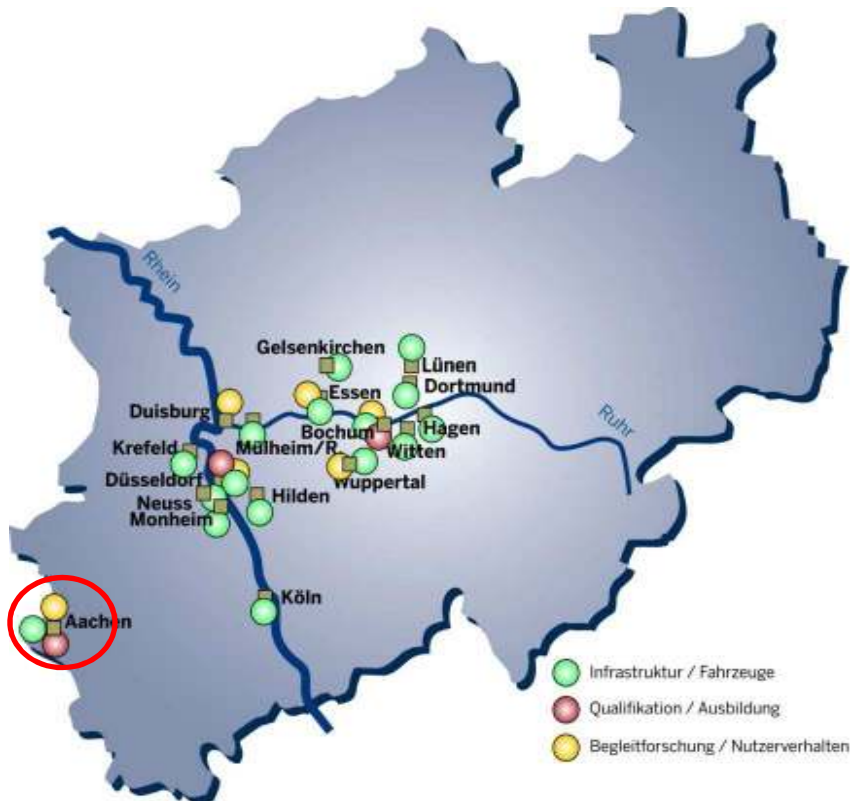 Rhein
Gelsenkirchen
Lünen
Dortmund
Essen
Duisburg
Hagen
Bochum
Ruhr
Krefeld
Mülheim/R.
Witten
Düsseldorf
Wuppertal
Neuss
Hilden
Monheim
Köln
Aachen
Infrastruktur / Fahrzeuge
Qualifikation / Ausbildung
Begleitforschung / Nutzerverhalten